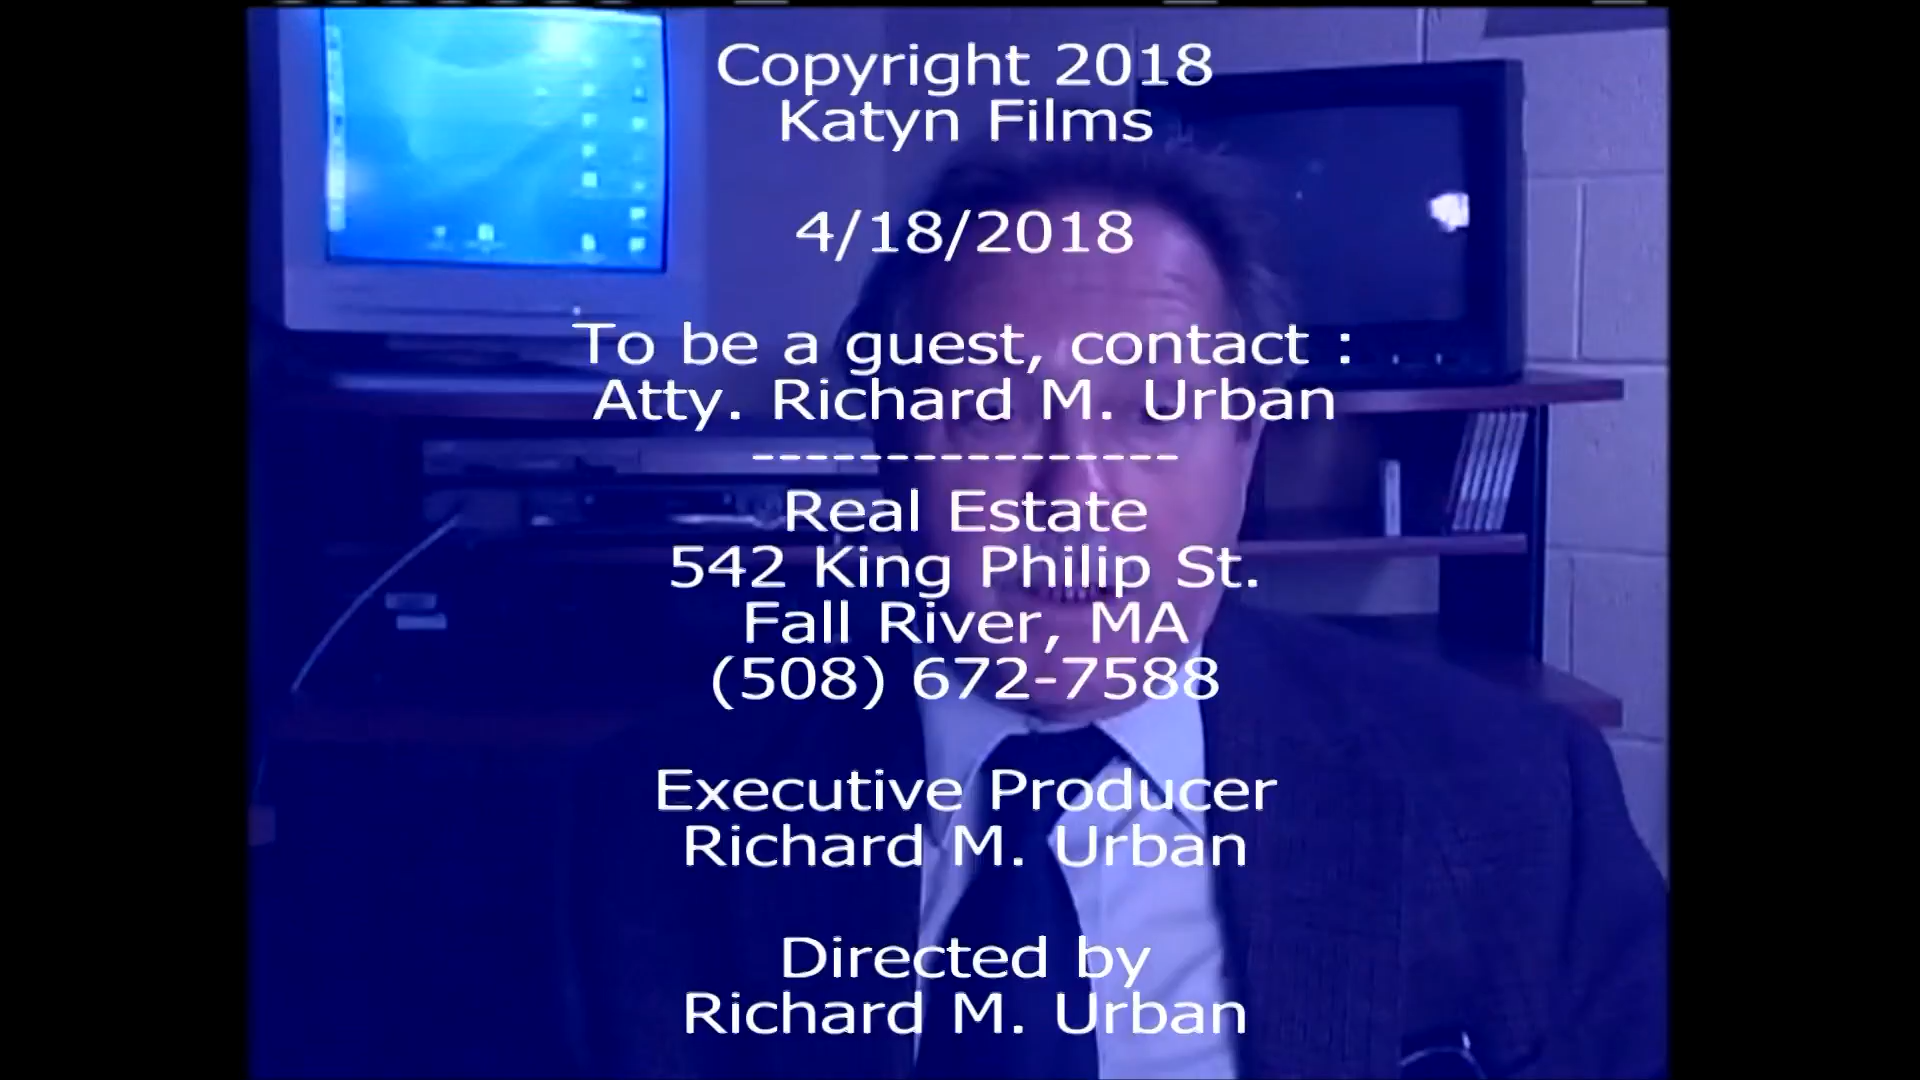 Copyright 2018
Katyn Films
4/18/2018
To be a guest, contact :
Atty. Richard M. Urban
----------------
Real Estate
542 King Philip St.
Fall River, MA
(508) 672-7588
Executive Producer
Richard M. Urban
Directed by
Richard M. Urban